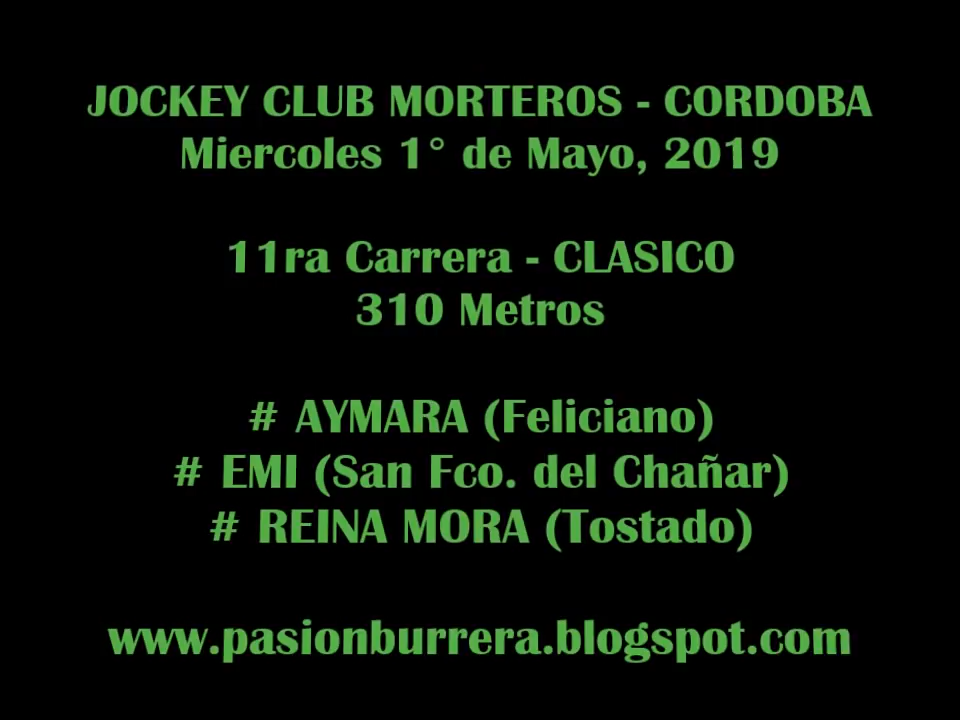 JOCKEY CLUB MORTEROS - CORDOBA
Miercoles 1° de Mayo, 2019
11ra Carrera - CLASICO
310 Metros
# AYMARA (Feliciano)
# EMI (San Fco. del Chañar)
# REINA MORA (Tostado)
www.pasionburrera.blogspot.com